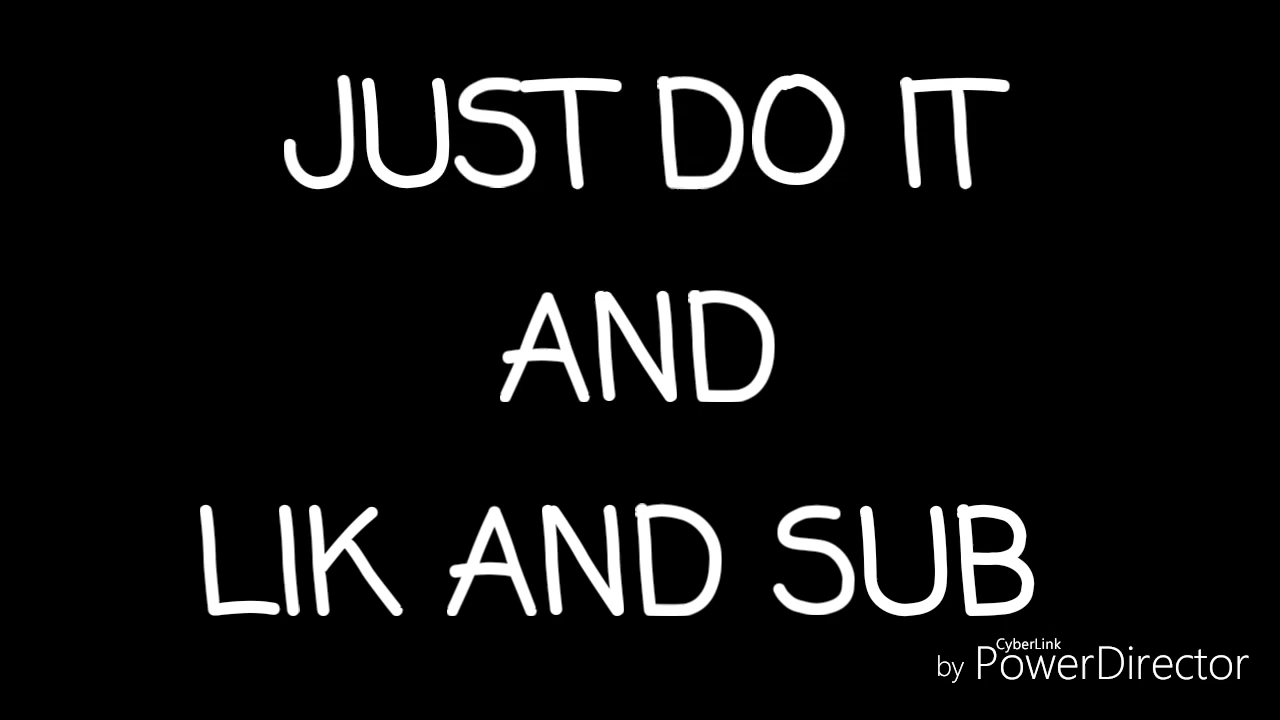 JUST DO IT
AND
LIK AND SUB
CyberLink
by PowerDirector